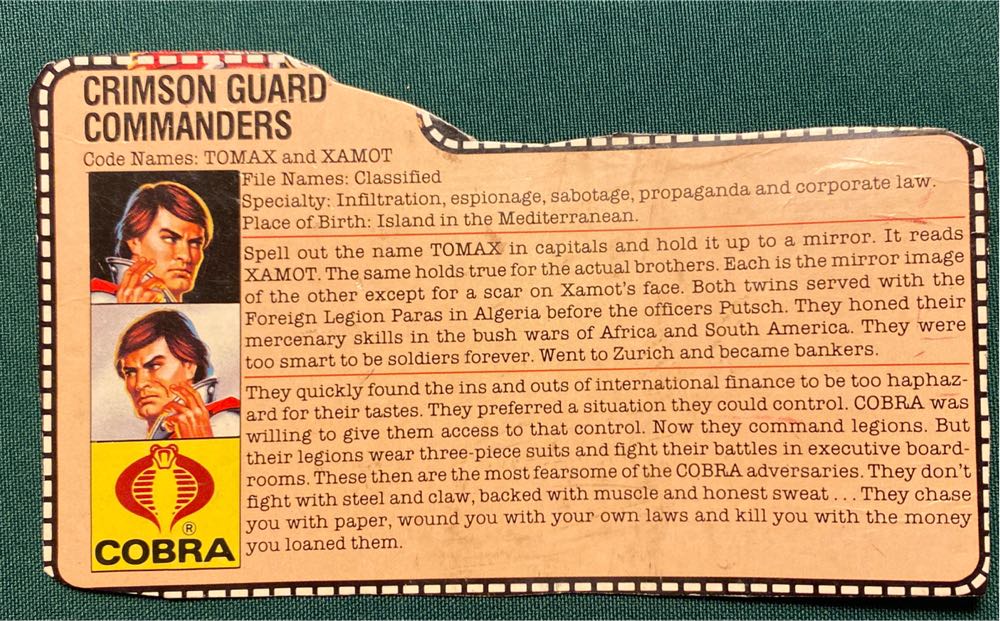 CRIMSON GUARD
COMMANDERS
Code Names: TOMAX and XAMOT
File Names: Classified
Specialty: Infiltration, espionage, sabotage, propaganda and corporate law.
Place of Birth: Island in the Mediterranean.
Spell out the name TOMAX in capitals and hold it up to a mirror. It reads
XAMOT. The same holds true for the actual brothers. Each is the mirror image
of the other except for a scar on Xamot's face. Both twins served with the
Foreign Legion Paras in Algeria before the officers Putsch. They honed their
mercenary skills in the bush wars of Africa and South America. They were
too smart to be soldiers forever. Went to Zurich and became bankers.
They quickly found the ins and outs of international finance to be too haphaz-
ard for their tastes. They preferred a situation they could control. COBRA was
willing to give them access to that control. Now they command legions. But
their legions wear three-piece suits and fight their battles in executive board-
rooms. These then are the most fearsome of the COBRA adversaries. They don't
fight with steel and claw, backed with muscle and honest sweat . . . They chase
you with paper, wound you with your own laws and kill you with the money
you loaned them.
®
COBRA